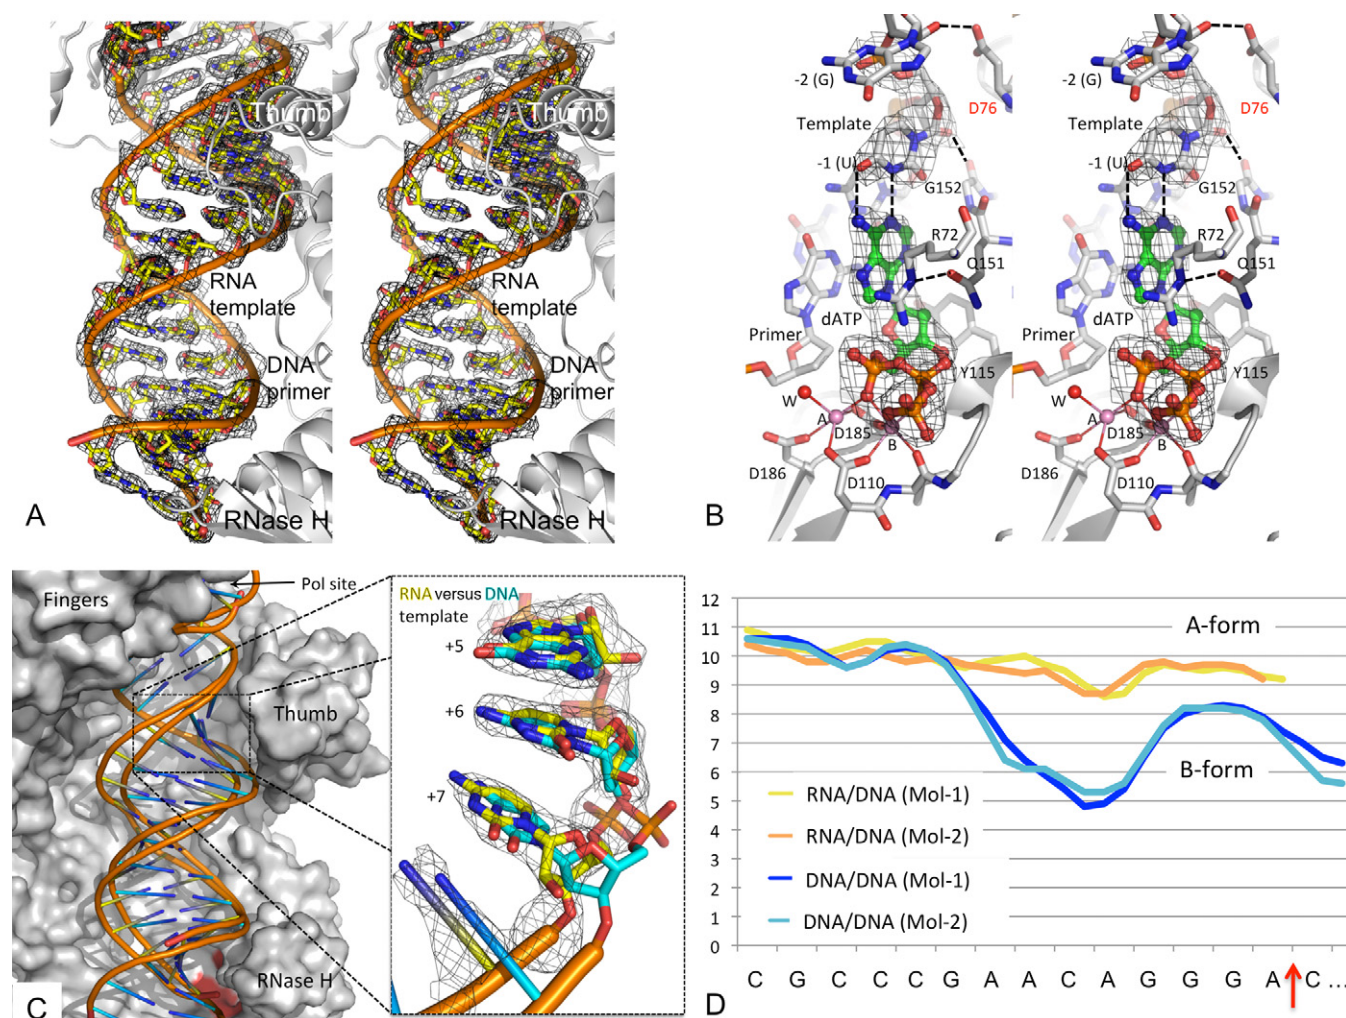 Thumb
RNA
template
DNA
primer
RNase H
A
Thumb
RNA
template
DNA
primer
RNase H
-2 (G)
D76
Template
-1 (U)
G152
R72
Q151
dATP
Primer
Y115
W
A
D185
B
D186
D110
B
-2 (G)
D76
Template
-1 (U)
G152
R72
Q151
dATP
Primer
Y115
W
A
D185
B
D186
D110
Fingers
Pol site
Thumb
RNase H
C
RNA versus DNA
template
+5
+6
+7
12
11
10
9
8
7
6
5
4
3
2
1
0
A-form
B-form
RNA/DNA (Mol-1)
RNA/DNA (Mol-2)
DNA/DNA (Mol-1)
DNA/DNA (Mol-2)
C G C C C G A A C A G G G A C ...
D